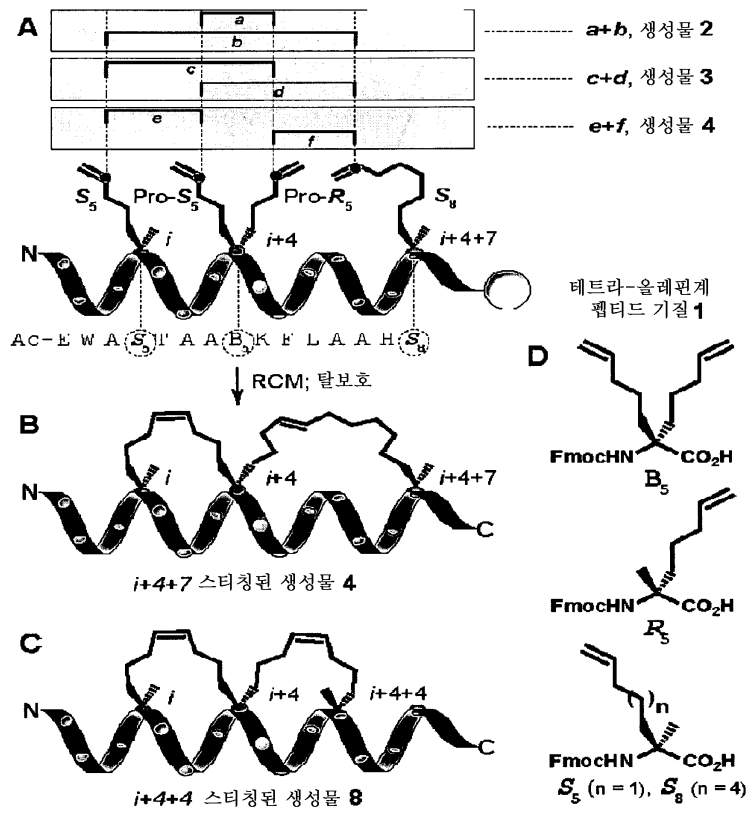 A
a
b
a+b, 생성물 2
c
d
c+d, 생성물 3
e
f
e+f, 생성물 4
S5 Pro-S5 Pro-R5 S8
i i+4 i+4+7
N
테트라-올레핀계
펩티드 기질 1
Ac-E W A S5 T A A B5 K F L A A H S8
RCM; 탈보호
B
i i+4 i+4+7
N
C
i+4+7 스티칭된 생성물 4
C
i i+4 i+4+4
N
C
i+4+4 스티칭된 생성물 8
D
FmocHN CO2H
B5
FmocHN CO2H
R5
( )n
FmocHN CO2H
S5 (n = 1), S8 (n = 4)